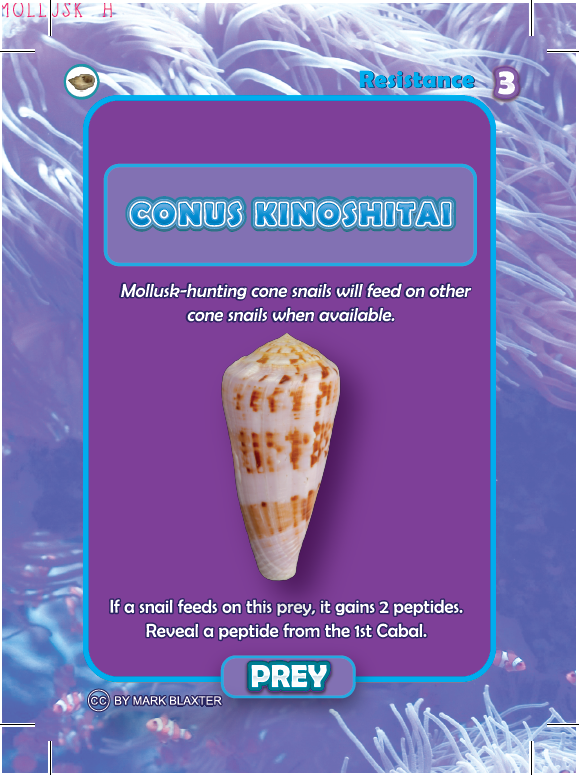 MOLLUSK H
Resistance 3
CONUS KINOSHITAI
Mollusk-hunting cone snails will feed on other
cone snails when available.
If a snail feeds on this prey, it gains 2 peptides.
Reveal a peptide from the 1st Cabal.
PREY
CC BY MARK BLAXTER